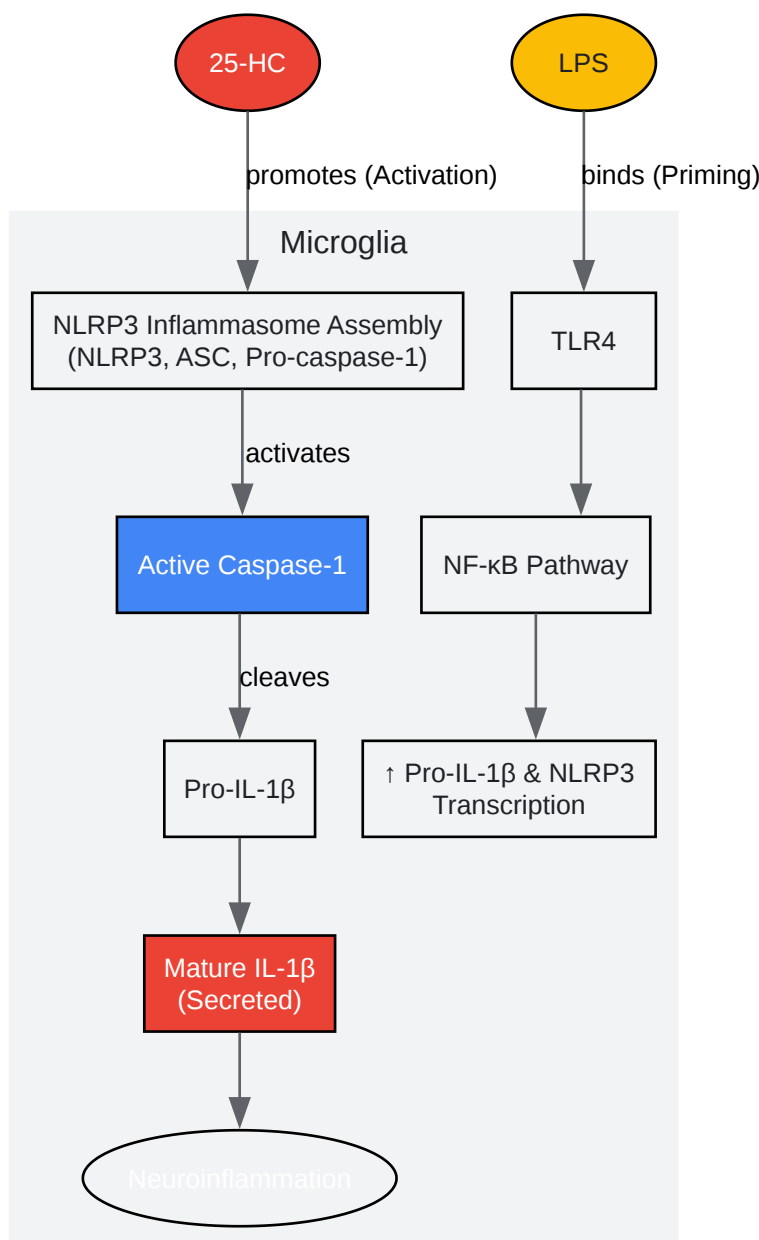 25-HC
LPS
promotes (Activation)
binds (Priming)
Microglia
NLRP3 Inflammasome Assembly
(NLRP3, ASC, Pro-caspase-1)
TLR4
activates
Active Caspase-1
NF-κB Pathway
cleaves
Pro-IL-1β
↑ Pro-IL-1β & NLRP3
Transcription
Mature IL-1β
(Secreted)
Neuroinflammation